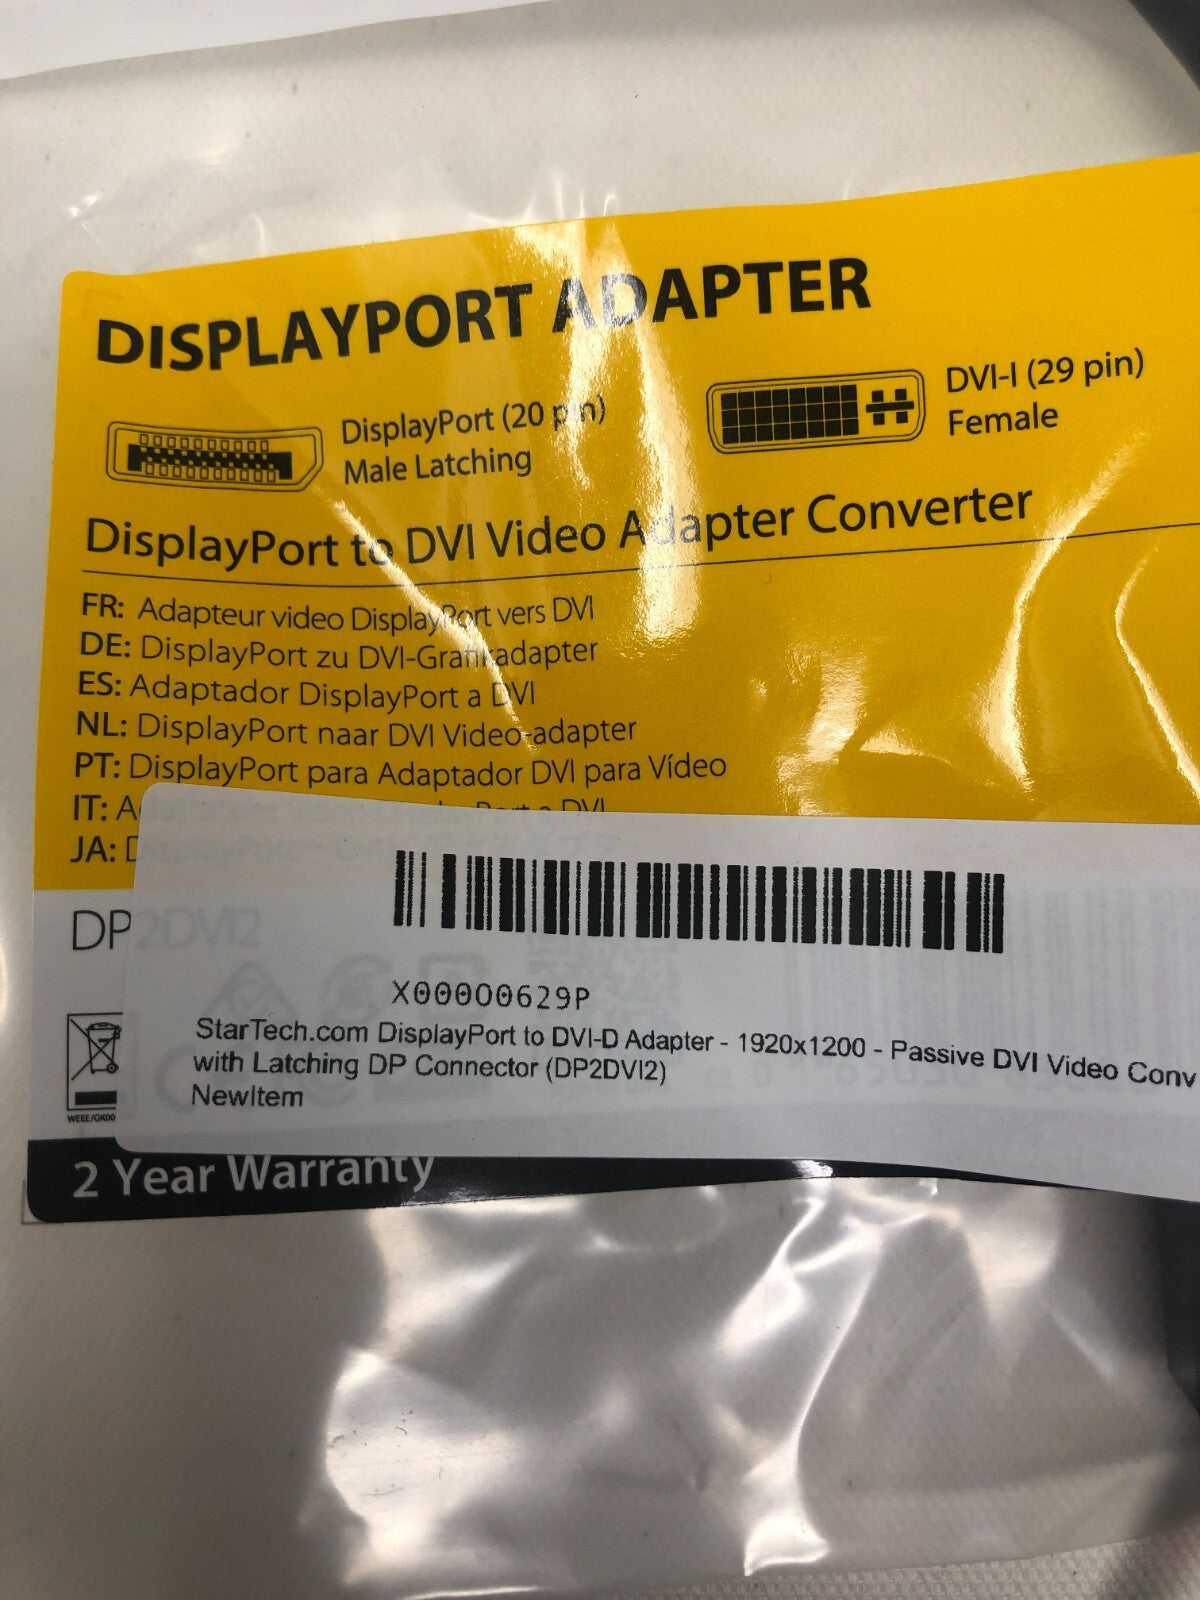 DISPLAYPORT ADAPTER
DisplayPort (20 pin)
Male Latching
DVI-I (29 pin)
Female
DisplayPort to DVI Video Adapter Converter
FR: Adapteur video DisplayPort vers DVI
DE: DisplayPort zu DVI-Grafikadapter
ES: Adaptador DisplayPort a DVI
NL: DisplayPort naar DVI Video-adapter
PT: DisplayPort para Adaptador DVI para Vídeo
IT: Port a DVI
JA:
DP2DVI2
X00000629P
StarTech.com DisplayPort to DVI-D Adapter - 1920x1200 - Passive DVI Video Conv
with Latching DP Connector (DP2DVI2)
NewItem
2 Year Warranty